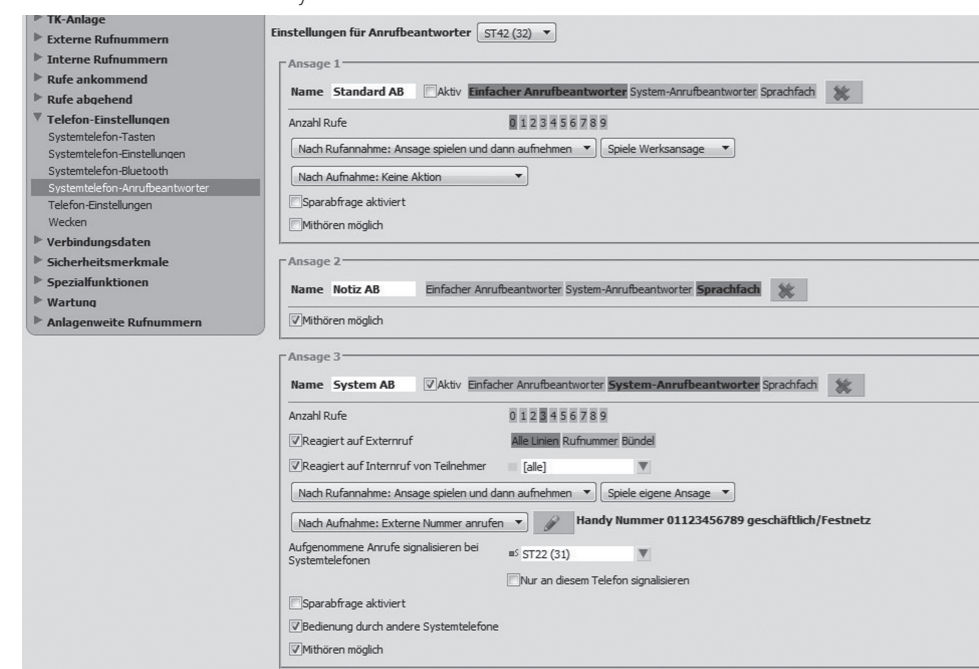 TK-Anlage
Externe Rufnummern
Interne Rufnummern
Rufe ankommend
Rufe abgehend
Telefon-Einstellungen
Systemtelefon-Tasten
Systemtelefon-Einstellungen
Systemtelefon-Bluetooth
Systemtelefon-Anrufbeantworter
Telefon-Einstellungen
Wecken
Verbindungsdaten
Sicherheitsmerkmale
Spezialfunktionen
Wartung
Anlagenweite Rufnummern
Einstellungen für Anrufbeantworter ST42 (32)
Ansage 1
Name Standard AB Aktiv Einfacher Anrufbeantworter System-Anrufbeantworter Sprachfach
Anzahl Rufe 0 1 2 3 4 5 6 7 8 9
Nach Rufannahme: Ansage spielen und dann aufnehmen Spiele Werksansage
Nach Aufnahme: Keine Aktion
Sparabfrage aktiviert
Mithören möglich
Ansage 2
Name Notiz AB Einfacher Anrufbeantworter System-Anrufbeantworter Sprachfach
Mithören möglich
Ansage 3
Name System AB Aktiv Einfacher Anrufbeantworter System-Anrufbeantworter Sprachfach
Anzahl Rufe 0 1 2 3 4 5 6 7 8 9
Reagiert auf Externruf Alle Linien Rufnummer Bündel
Reagiert auf Internruf von Teilnehmer [alle]
Nach Rufannahme: Ansage spielen und dann aufnehmen Spiele eigene Ansage
Nach Aufnahme: Externe Nummer anrufen Handy Nummer 01123456789 geschäftlich/Festnetz
Aufgenommene Anrufe signalisieren bei
Systemtelefonen ST22 (31)
Nur an diesem Telefon signalisieren
Sparabfrage aktiviert
Bedienung durch andere Systemtelefone
Mithören möglich